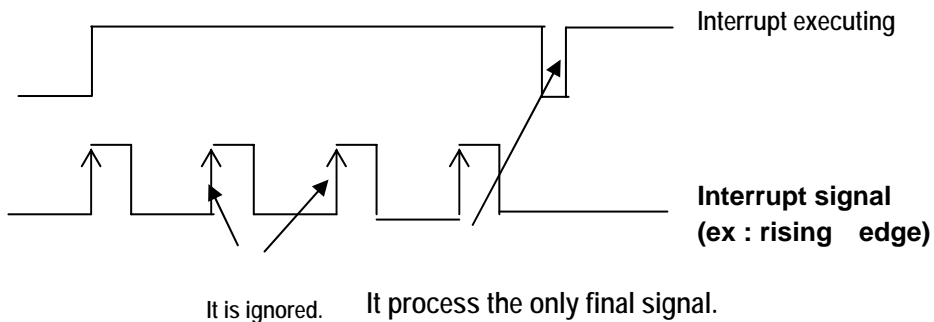 Interrupt executing
Interrupt signal
(ex : rising edge)
It is ignored.
It process the only final signal.